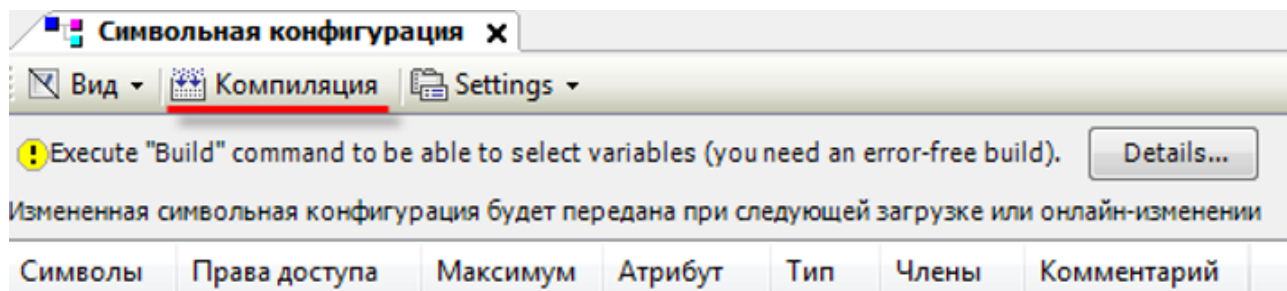 Символьная конфигурация
Вид Компиляция Settings
Execute "Build" command to be able to select variables (you need an error-free build). Details...
Измененная символьная конфигурация будет передана при следующей загрузке или онлайн-изменении
Символы Права доступа Максимум Атрибут Тип Члены Комментарий